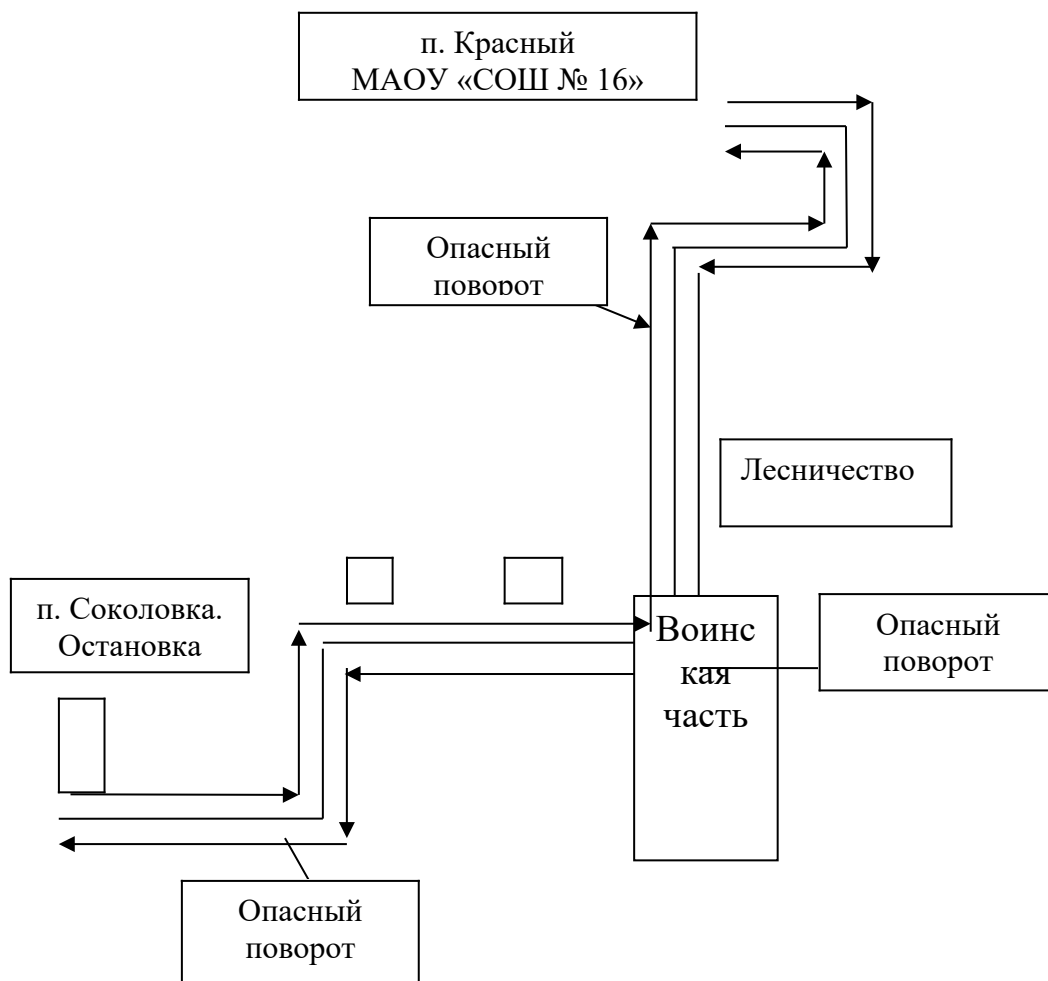 п. Красный
МАОУ «СОШ № 16»
Опасный
поворот
Лесничество
п. Соколовка.
Остановка
Воинс
кая
часть
Опасный
поворот
Опасный
поворот